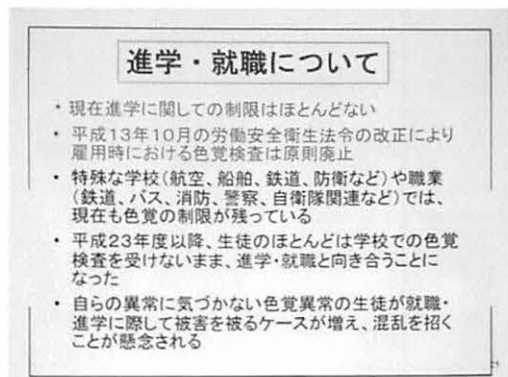 進学・就職について
・現在進学に関しての制限はほとんどない
・平成13年10月の労働安全衛生法令の改正により
雇用時における色覚検査は原則廃止
・特殊な学校(航空、船舶、鉄道、防衛など)や職業
(鉄道、バス、消防、警察、自衛隊関連など)では、
現在も色覚の制限が残っている
・平成23年度以降、生徒のほとんどは学校での色覚
検査を受けないまま、進学・就職と向き合うことに
なった
・自らの異常に気づかない色覚異常の生徒が就職・
進学に際して被害を被るケースが増え、混乱を招く
ことが懸念される